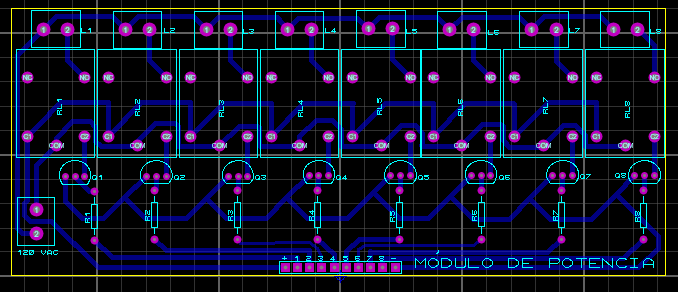 L1 L2 L3 L4 L5 L6 L7 L8
1 2 1 2 1 2 1 2 1 2 1 2 1 2 1 2
NC NO NC NO NC NO NC NO NC NO NC NO NC NO NC NO
RL1 RL2 RL3 RL4 RL5 RL6 RL7 RL8
C1 C2 C1 C2 C1 C2 C1 C2 C1 C2 C1 C2 C1 C2 C1 C2
COM COM COM COM COM COM COM COM
Q1 Q2 Q3 Q4 Q5 Q6 Q7 Q8
R1 R2 R3 R4 R5 R6 R7 R8
1
2
120 VAC
+ 1 2 3 4 5 6 7 8 -
MÓDULO DE POTENCIA